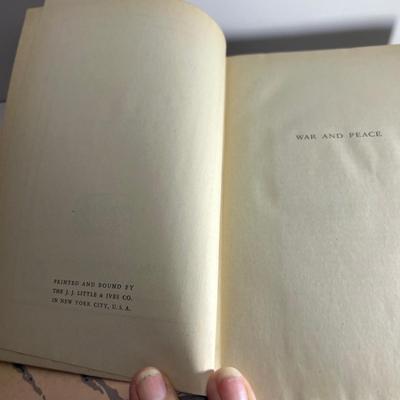 PRINTED AND BOUND BY
THE J. J. LITTLE & IVES CO.
IN NEW YORK CITY, U. S. A.
WAR AND PEACE